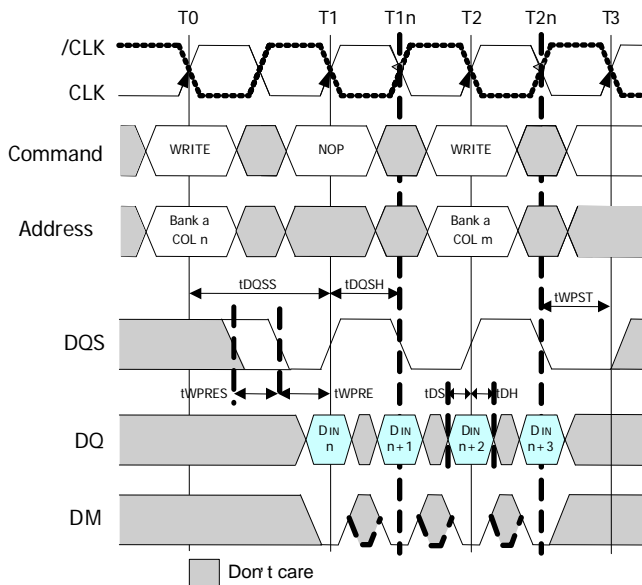 T0 T1 T1n T2 T2n T3
/CLK
CLK
Command WRITE NOP WRITE
Address Bank a COL n Bank a COL m
tDQSS tDQSH tWPST
DQS
tWPRES tWPRE tDS tDH
DQ DIN n DIN n+1 DIN n+2 DIN n+3
DM
Don't care